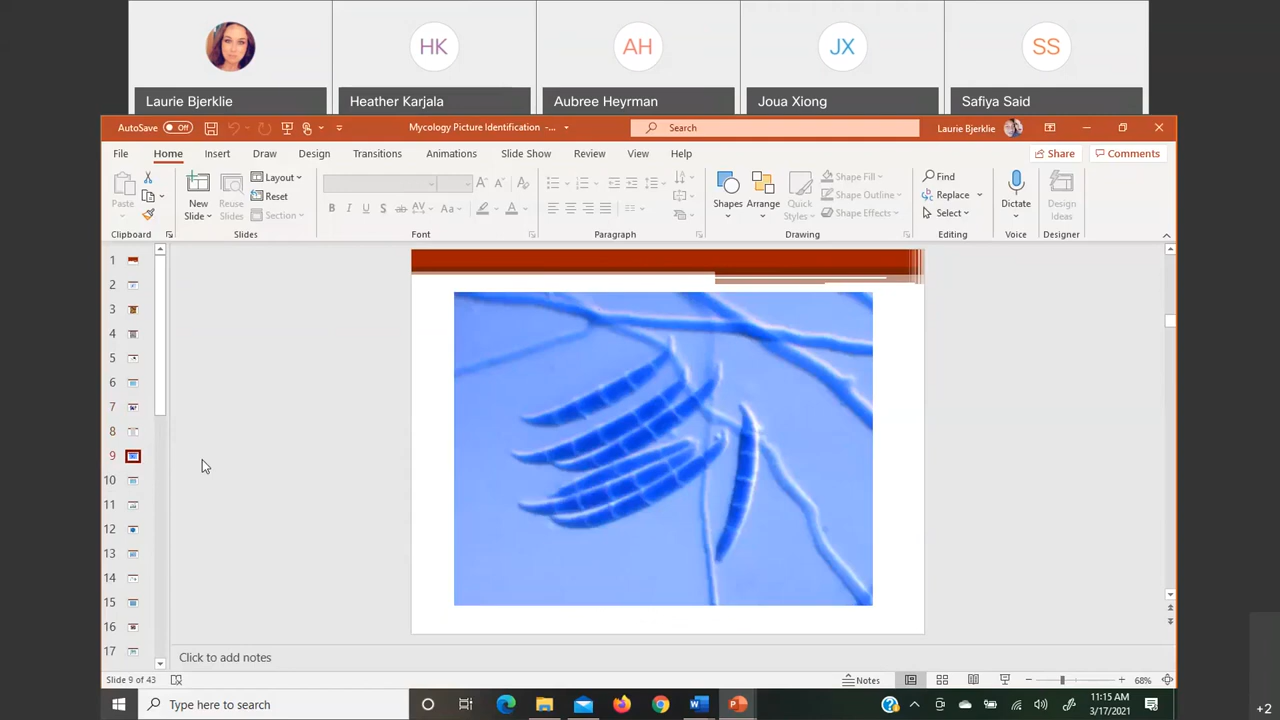 HK
AH
JX
SS
Laurie Bjerklie
Heather Karjala
Aubree Heyrman
Joua Xiong
Safiya Said
AutoSave Off
Mycology Picture Identification -...
Search
Laurie Bjerklie
File Home Insert Draw Design Transitions Animations Slide Show Review View Help
Share Comments
Paste
New Slide
Reuse Slides
Layout
Reset
Section
B I U S ab AV Aa A
Shapes Arrange Quick Styles
Shape Fill
Shape Outline
Shape Effects
Find
Replace
Select
Dictate
Design Ideas
Clipboard Slides Font Paragraph Drawing Editing Voice Designer
1
2
3
4
5
6
7
8
9
10
11
12
13
14
15
16
17
Click to add notes
Slide 9 of 43
Notes
68%
Type here to search
11:15 AM
3/17/2021
+2